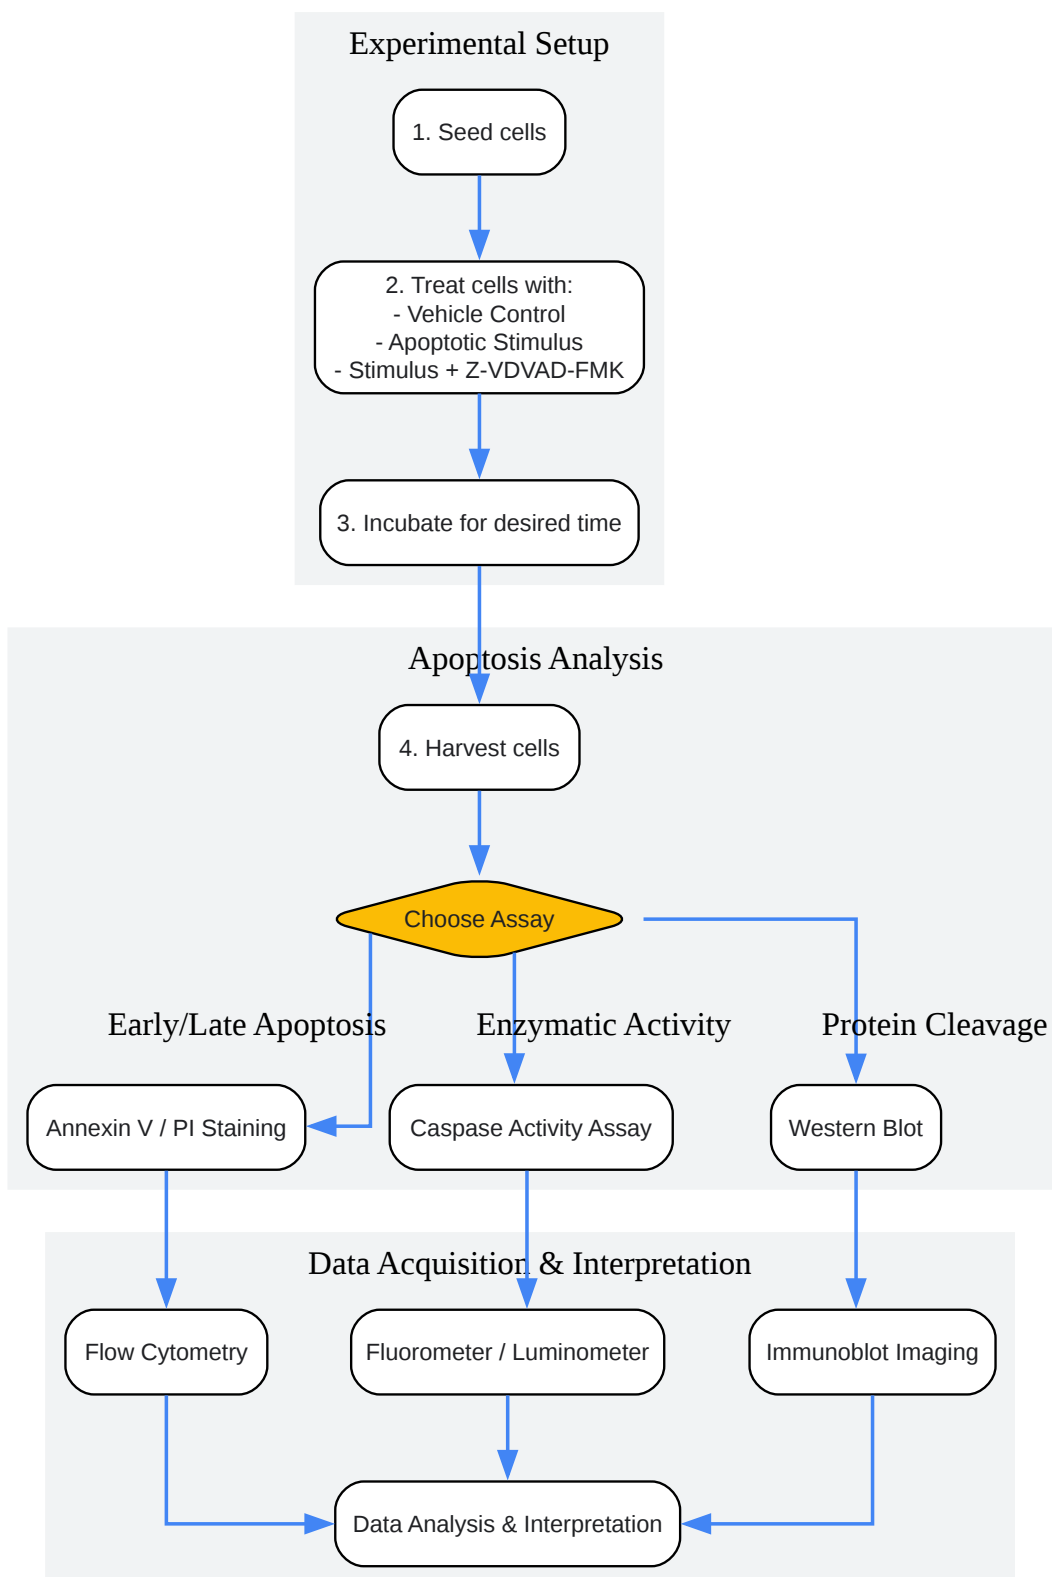 Experimental Setup
1. Seed cells
2. Treat cells with:
- Vehicle Control
- Apoptotic Stimulus
- Stimulus + Z-VDVAD-FMK
3. Incubate for desired time
Apoptosis Analysis
4. Harvest cells
Choose Assay
Early/Late Apoptosis
Enzymatic Activity
Protein Cleavage
Annexin V / PI Staining
Caspase Activity Assay
Western Blot
Data Acquisition & Interpretation
Flow Cytometry
Fluorometer / Luminometer
Immunoblot Imaging
Data Analysis & Interpretation